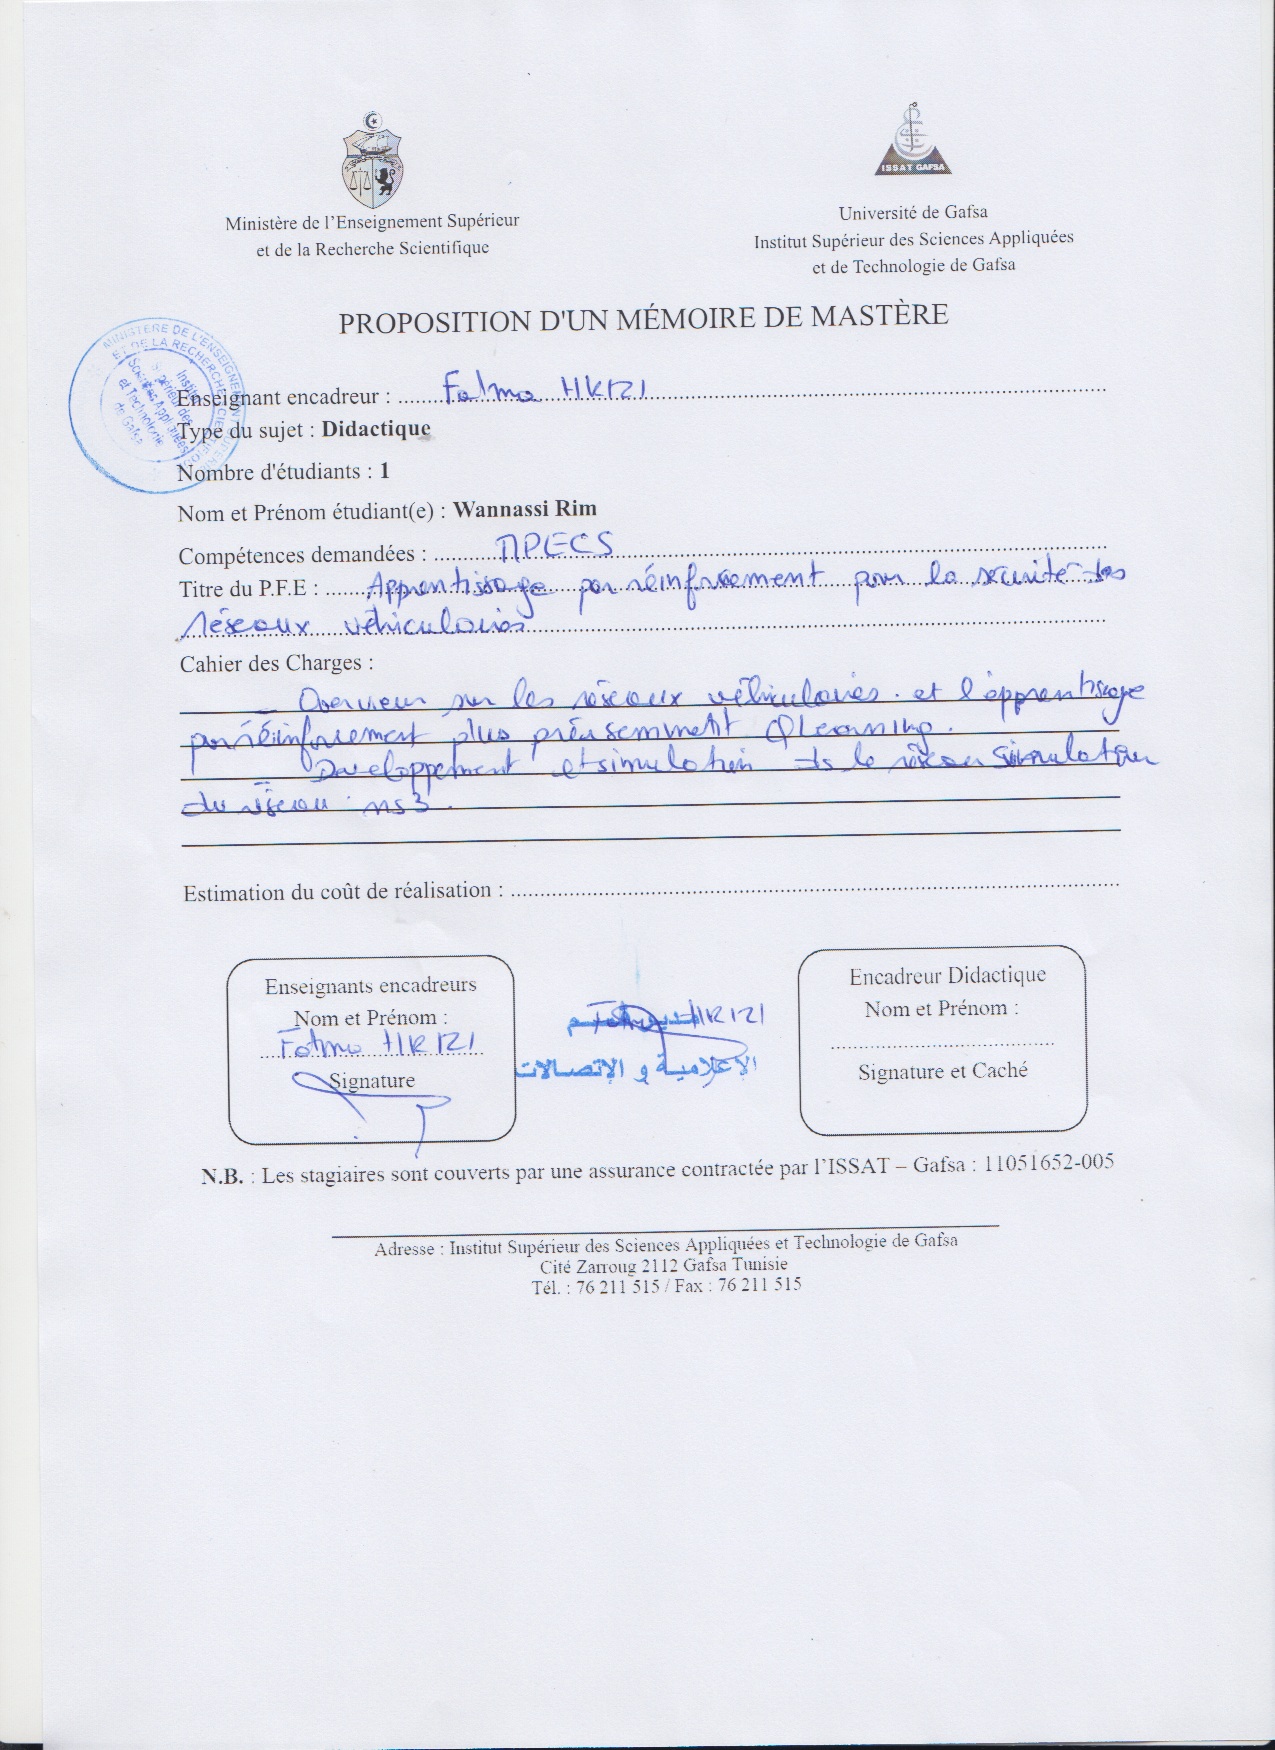 ISSAT GAFSA
Ministère de l'Enseignement Supérieur
et de la Recherche Scientifique
Université de Gafsa
Institut Supérieur des Sciences Appliquées
et de Technologie de Gafsa
PROPOSITION D'UN MÉMOIRE DE MASTÈRE
MINISTERE DE L'ENSEIGNEMENT SUPERIEUR
ET DE LA RECHERCHE SCIENTIFIQUE
Institut
Supérieur des
Sciences Appliquées
et Technologie
de Gafsa
Enseignant encadreur : Fatma HKIZI
Type du sujet : Didactique
Nombre d'étudiants : 1
Nom et Prénom étudiant(e) : Wannassi Rim
Compétences demandées : MPECS
Titre du P.F.E : Apprentissage par réinforcement pour la sécurité des
réseaux véhiculaires
Cahier des Charges :
_ Overview sur les réseaux véhiculaires et l'apprentissage
par réinforcement plus QLearning.
_ Developpement et simulation ds le simulation
du réseau : ns3.
Estimation du coût de réalisation :
Enseignants encadreurs
Nom et Prénom :
Fatma HKIZI
Signature
Fatma HKIZI
الإعلامية و الإتصالات
Encadreur Didactique
Nom et Prénom :
Signature et Caché
N.B. : Les stagiaires sont couverts par une assurance contractée par l'ISSAT – Gafsa : 11051652-005
Adresse : Institut Supérieur des Sciences Appliquées et Technologie de Gafsa
Cité Zarroug 2112 Gafsa Tunisie
Tél. : 76 211 515 / Fax : 76 211 515